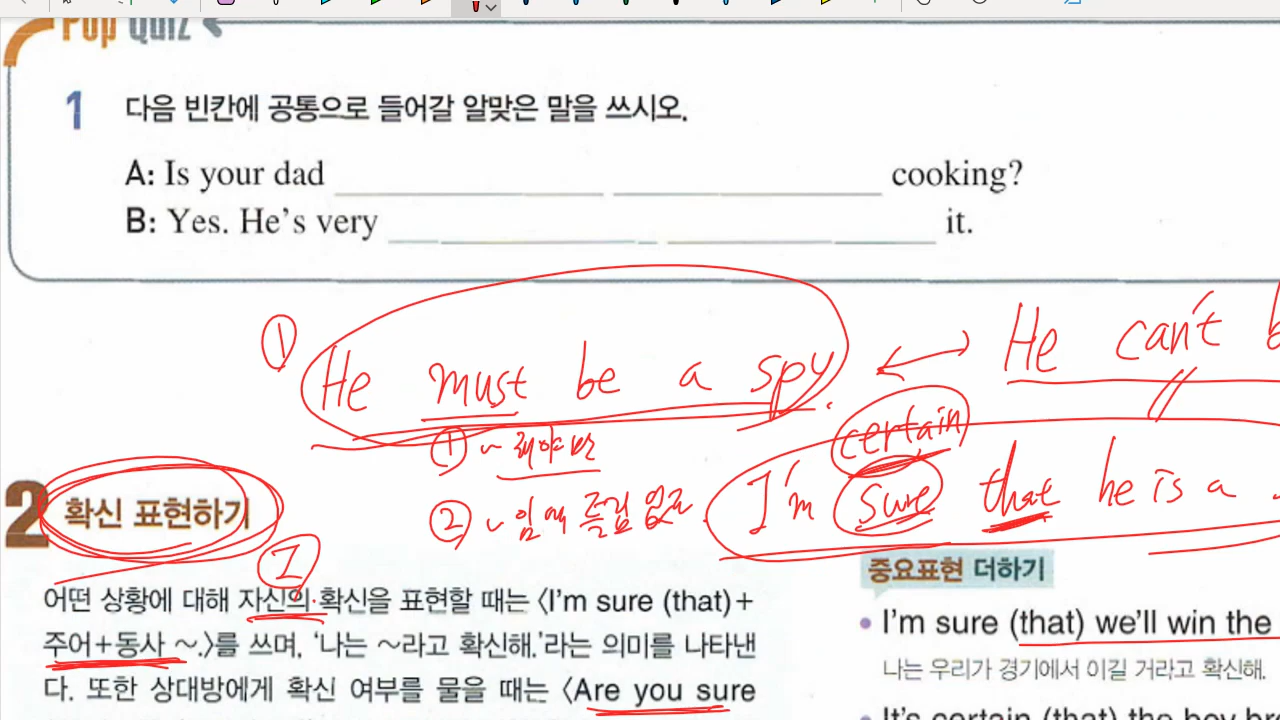 Pop Quiz
1 다음 빈칸에 공통으로 들어갈 알맞은 말을 쓰시오.
A: Is your dad cooking?
B: Yes. He's very it.
① He must be a spy. ↔ He can't b
certain
① ~해야만
② ~임에 틀림 없다.
I'm sure that he is a
2 확신 표현하기
I
어떤 상황에 대해 자신의 확신을 표현할 때는 〈I'm sure (that)+
주어+동사 ~.〉를 쓰며, '나는 ~라고 확신해.'라는 의미를 나타낸
다. 또한 상대방에게 확신 여부를 물을 때는 〈Are you sure
중요표현 더하기
• I'm sure (that) we'll win the
나는 우리가 경기에서 이길 거라고 확신해.
• It's certain (that) the boy br